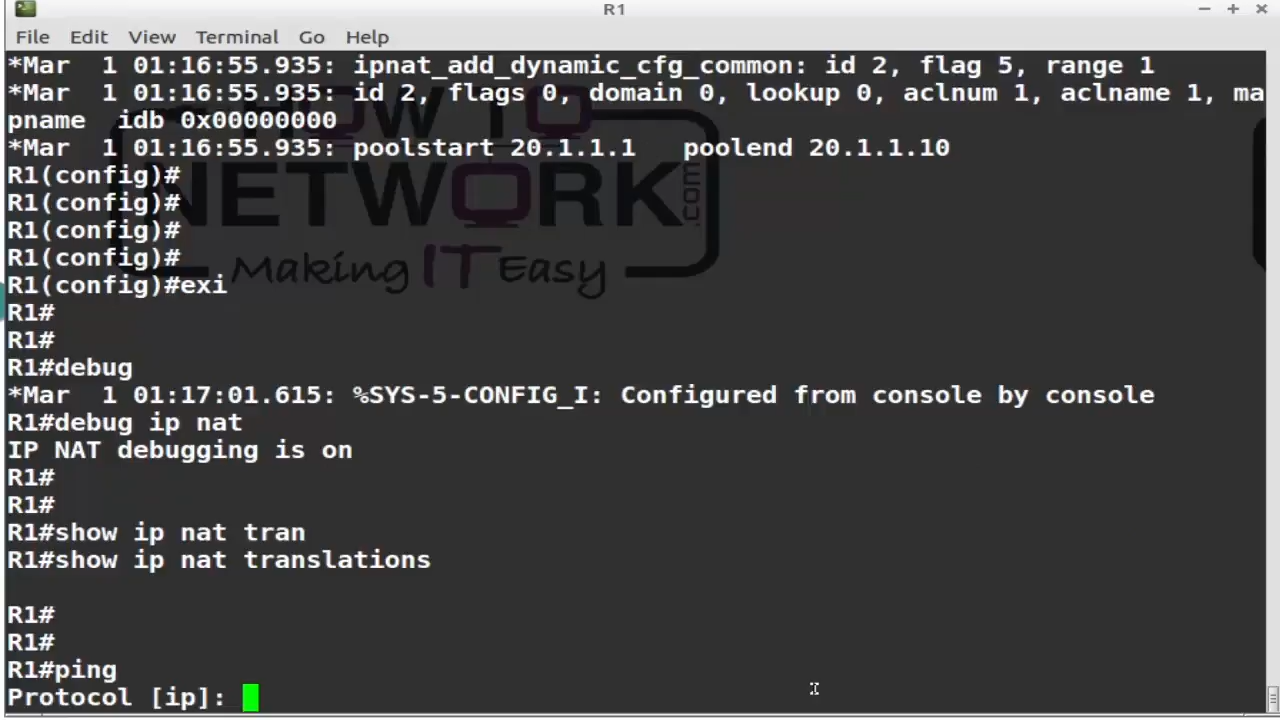 R1
File Edit View Terminal Go Help
*Mar  1 01:16:55.935: ipnat_add_dynamic_cfg_common: id 2, flag 5, range 1
*Mar  1 01:16:55.935: id 2, flags 0, domain 0, lookup 0, aclnum 1, aclname 1, ma
pname  idb 0x00000000
*Mar  1 01:16:55.935: poolstart 20.1.1.1   poolend 20.1.1.10
R1(config)#
R1(config)#
R1(config)#
R1(config)#
R1(config)#exi
R1#
R1#
R1#debug
*Mar  1 01:17:01.615: %SYS-5-CONFIG_I: Configured from console by console
R1#debug ip nat
IP NAT debugging is on
R1#
R1#
R1#show ip nat tran
R1#show ip nat translations
R1#
R1#
R1#ping
Protocol [ip]:
HOW TO
NETWORK.com
Making IT Easy